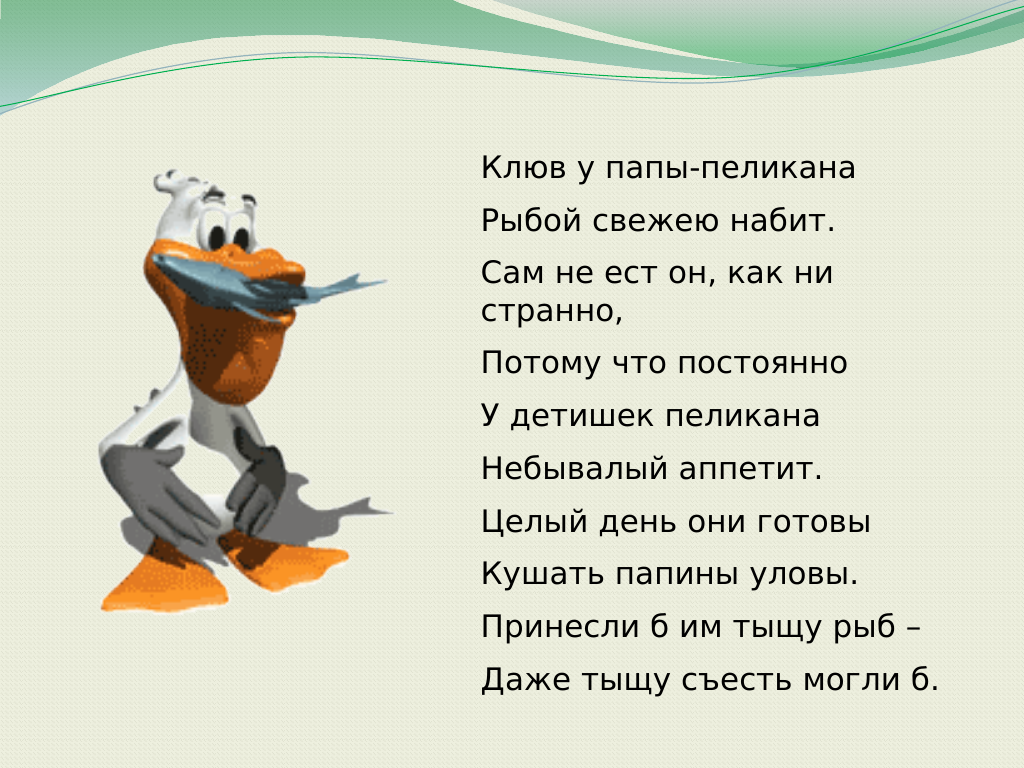 Клюв у папы-пеликана
Рыбой свежею набит.
Сам не ест он, как ни
странно,
Потому что постоянно
У детишек пеликана
Небывалый аппетит.
Целый день они готовы
Кушать папины уловы.
Принесли б им тыщу рыб –
Даже тыщу съесть могли б.